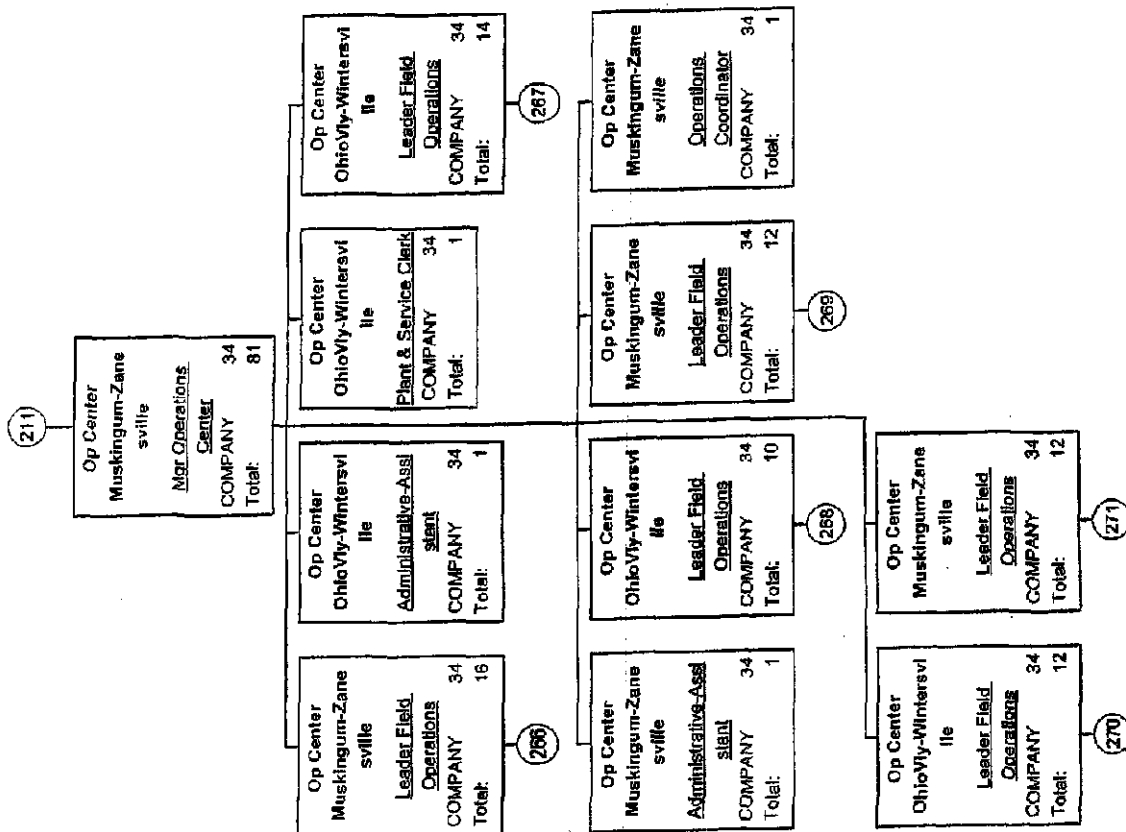 211
Op Center
Muskingum-Zane
sville
Mgr Operations
Center
COMPANY 34
Total: 81
Op Center
Muskingum-Zane
sville
Leader Field
Operations
COMPANY 34
Total: 16
266
Op Center
OhioVly-Wintersvi
lle
Administrative-Assi
stant
COMPANY 34
Total: 1
Op Center
OhioVly-Wintersvi
lle
Plant & Service Clerk
COMPANY 34
Total: 1
Op Center
OhioVly-Wintersvi
lle
Leader Field
Operations
COMPANY 34
Total: 14
267
Op Center
Muskingum-Zane
sville
Administrative-Assi
stant
COMPANY 34
Total: 1
Op Center
OhioVly-Wintersvi
lle
Leader Field
Operations
COMPANY 34
Total: 10
268
Op Center
Muskingum-Zane
sville
Leader Field
Operations
COMPANY 34
Total: 12
269
Op Center
Muskingum-Zane
sville
Operations
Coordinator
COMPANY 34
Total: 1
Op Center
OhioVly-Wintersvi
lle
Leader Field
Operations
COMPANY 34
Total: 12
270
Op Center
Muskingum-Zane
sville
Leader Field
Operations
COMPANY 34
Total: 12
271